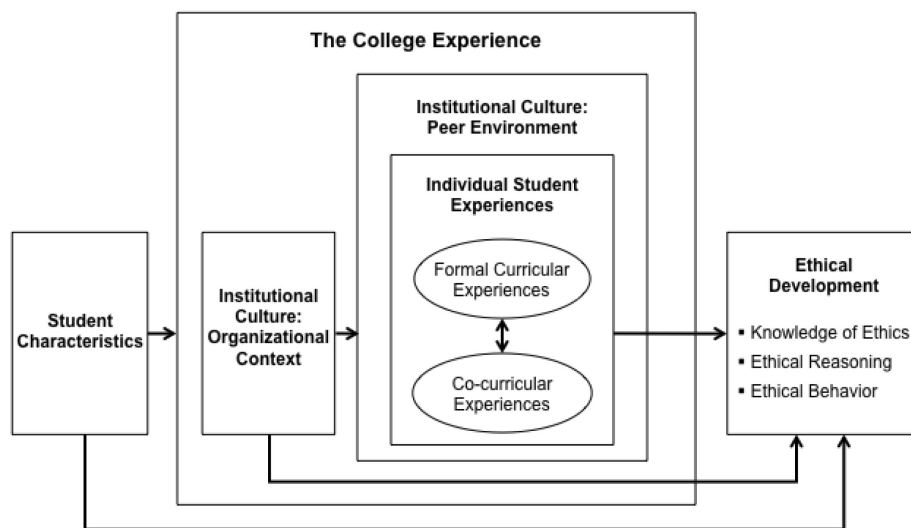 The College Experience
Institutional Culture:
Peer Environment
Individual Student
Experiences
Formal Curricular
Experiences
Co-curricular
Experiences
Student
Characteristics
Institutional
Culture:
Organizational
Context
Ethical
Development
▪ Knowledge of Ethics
▪ Ethical Reasoning
▪ Ethical Behavior